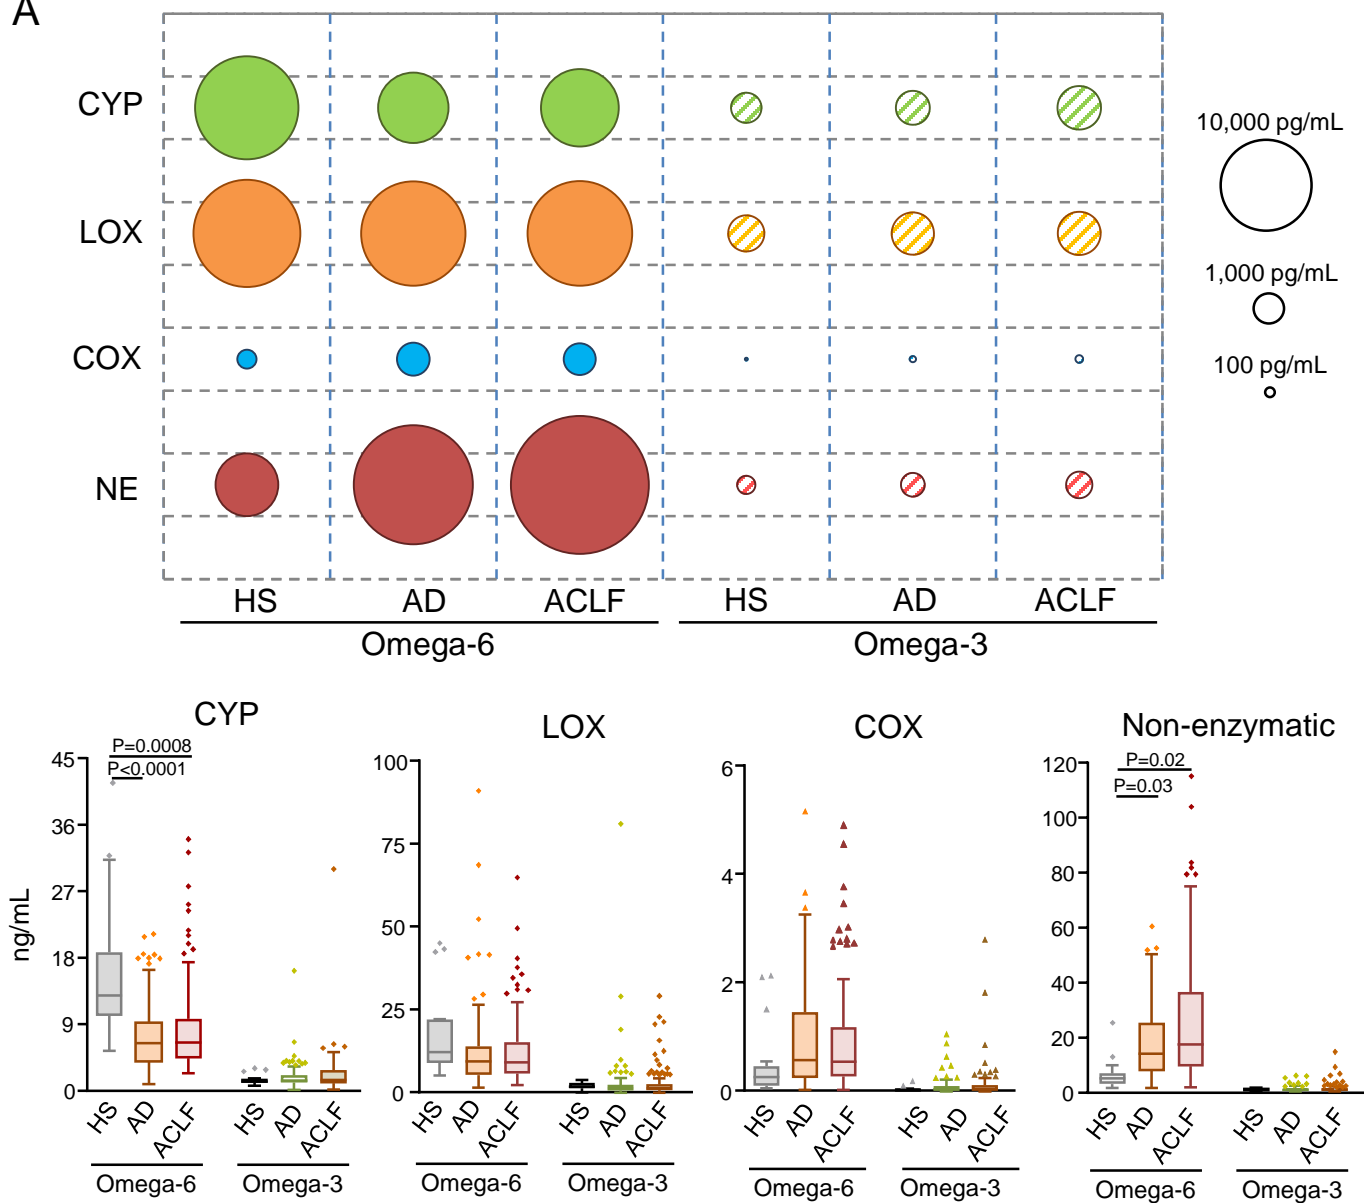 A
CYP
LOX
COX
NE
10,000 pg/mL
1,000 pg/mL
100 pg/mL
HS AD ACLF HS AD ACLF
Omega-6 Omega-3
CYP LOX COX Non-enzymatic
ng/mL
45
36
27
18
9
0
P=0.0008
P<0.0001
HS AD ACLF HS AD ACLF
Omega-6 Omega-3
100
75
50
25
0
HS AD ACLF HS AD ACLF
Omega-6 Omega-3
6
4
2
0
HS AD ACLF HS AD ACLF
Omega-6 Omega-3
120
100
80
60
40
20
0
P=0.02
P=0.03
HS AD ACLF HS AD ACLF
Omega-6 Omega-3